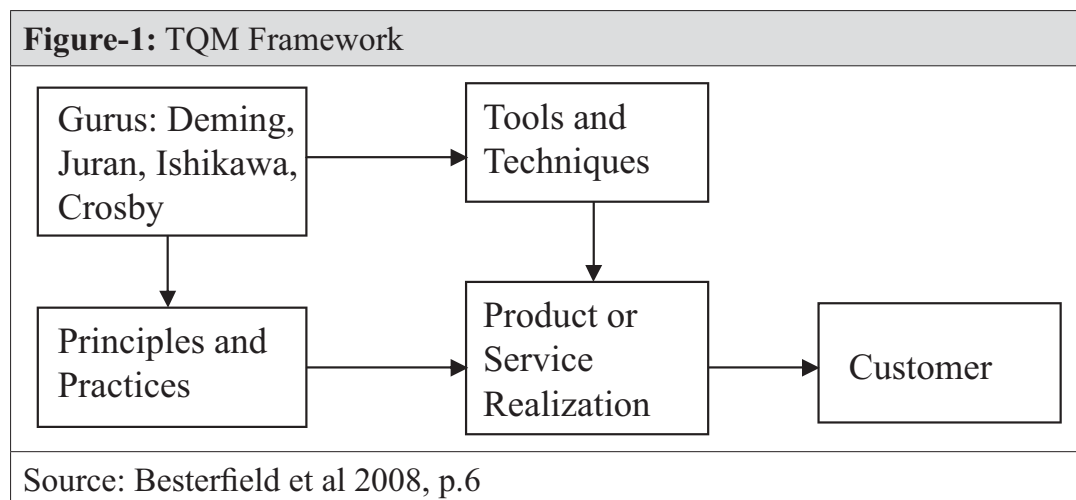 Figure-1: TQM Framework
Gurus: Deming,
Juran, Ishikawa,
Crosby
Tools and
Techniques
Principles and
Practices
Product or
Service
Realization
Customer
Source: Besterfield et al 2008, p.6